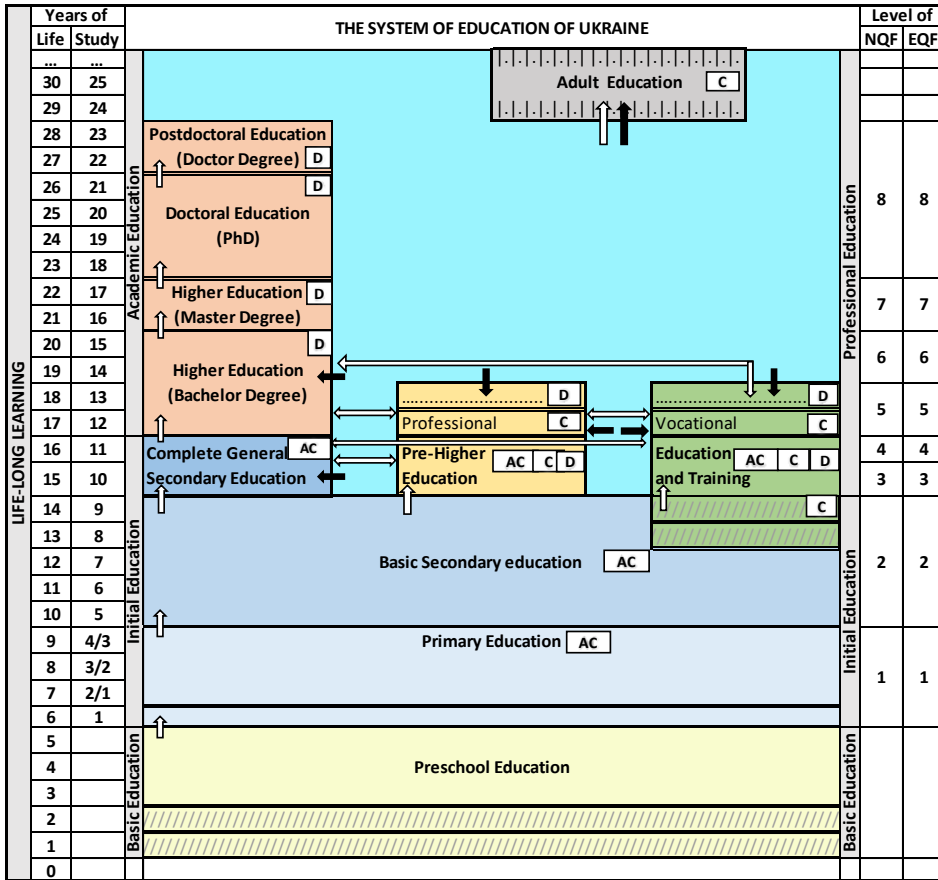 Years of
THE SYSTEM OF EDUCATION OF UKRAINE
Level of
Life Study
NQF EQF
... ...
30 25
Adult Education C
29 24
28 23
Postdoctoral Education
27 22
(Doctor Degree) D
26 21
D
25 20
Doctoral Education
8 8
24 19
(PhD)
23 18
22 17
Higher Education D
7 7
21 16
(Master Degree)
20 15
D
6 6
19 14
Higher Education
18 13
(Bachelor Degree)
........................ D
........................ D
5 5
17 12
Professional C
Vocational C
16 11
Complete General AC
Pre-Higher AC C D
Education AC C D
4 4
15 10
Secondary Education
Education
and Training
3 3
14 9
C
13 8
12 7
Basic Secondary education AC
2 2
11 6
10 5
9 4/3
Primary Education AC
8 3/2
7 2/1
1 1
6 1
5
4
Preschool Education
3
2
1
0
LIFE-LONG LEARNING
Academic Education
Initial Education
Basic Education
Professional Education
Initial Education
Basic Education